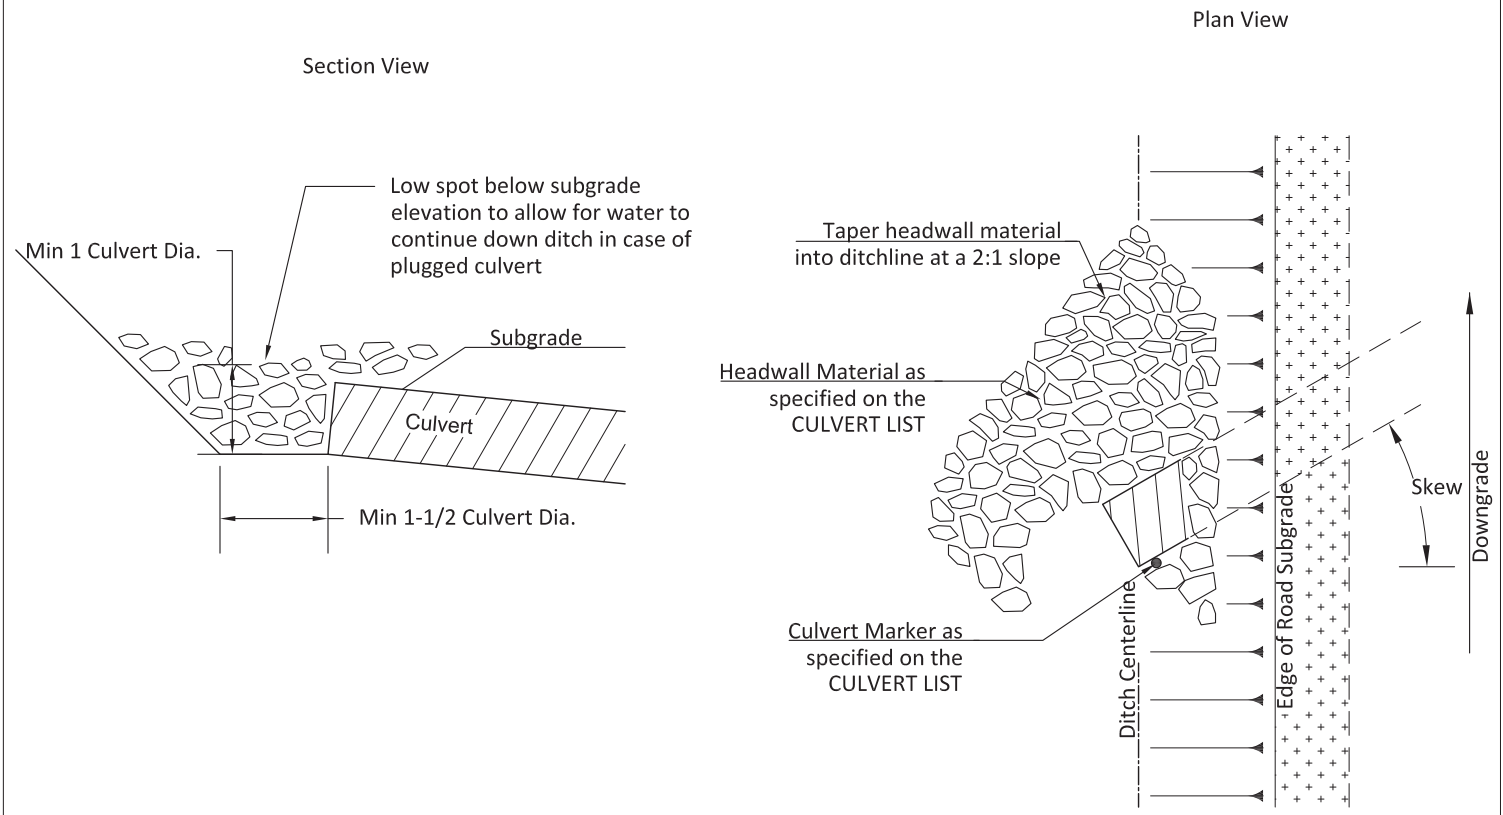 Section View
Low spot below subgrade
elevation to allow for water to
continue down ditch in case of
plugged culvert
Min 1 Culvert Dia.
Subgrade
Culvert
Min 1-1/2 Culvert Dia.
Plan View
Taper headwall material
into ditchline at a 2:1 slope
Headwall Material as
specified on the
CULVERT LIST
Culvert Marker as
specified on the
CULVERT LIST
Ditch Centerline
Edge of Road Subgrade
Skew
Downgrade